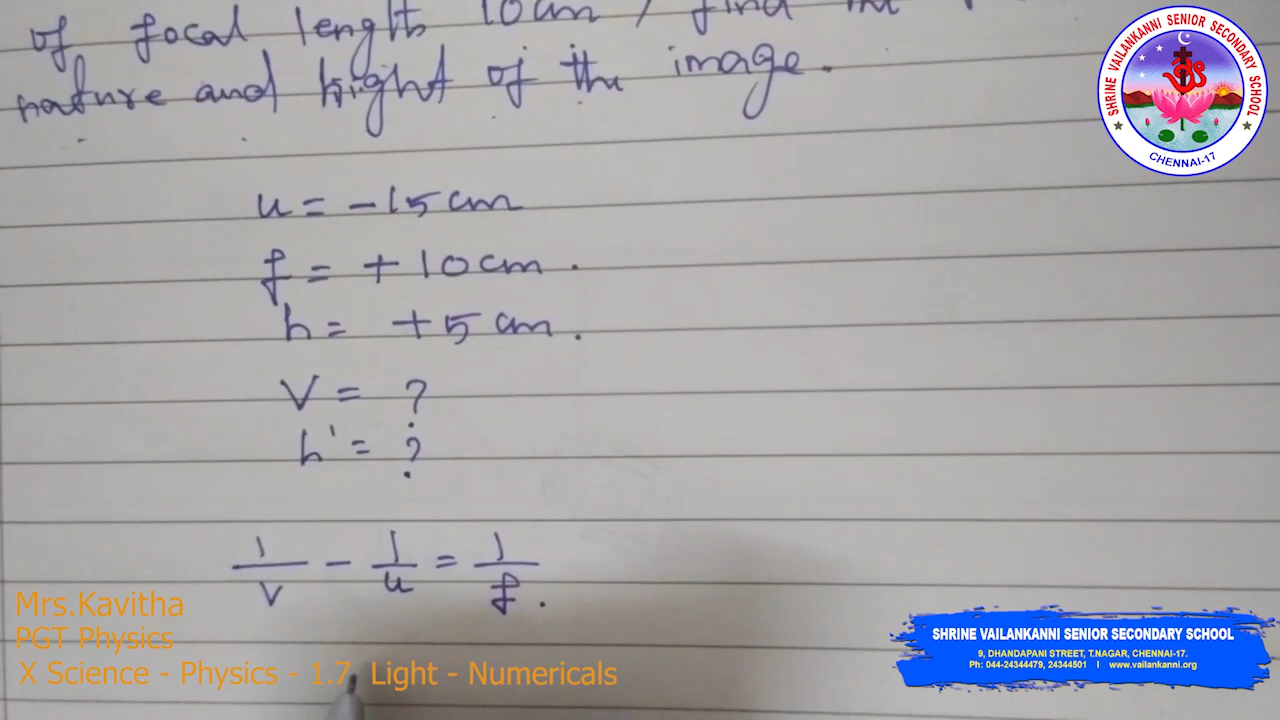 of focal length 10cm, find the
nature and hight of the image.
u = -15cm
f = +10cm.
h = +5cm.
V = ?
h' = ?
1/v - 1/u = 1/f.
SHRINE VAILANKANNI SENIOR SECONDARY SCHOOL
CHENNAI-17
Mrs.Kavitha
PGT Physics
X Science - Physics - 1.7 Light - Numericals
SHRINE VAILANKANNI SENIOR SECONDARY SCHOOL
9, DHANDAPANI STREET, T.NAGAR, CHENNAI-17.
Ph: 044-24344479, 24344501 I www.vailankanni.org